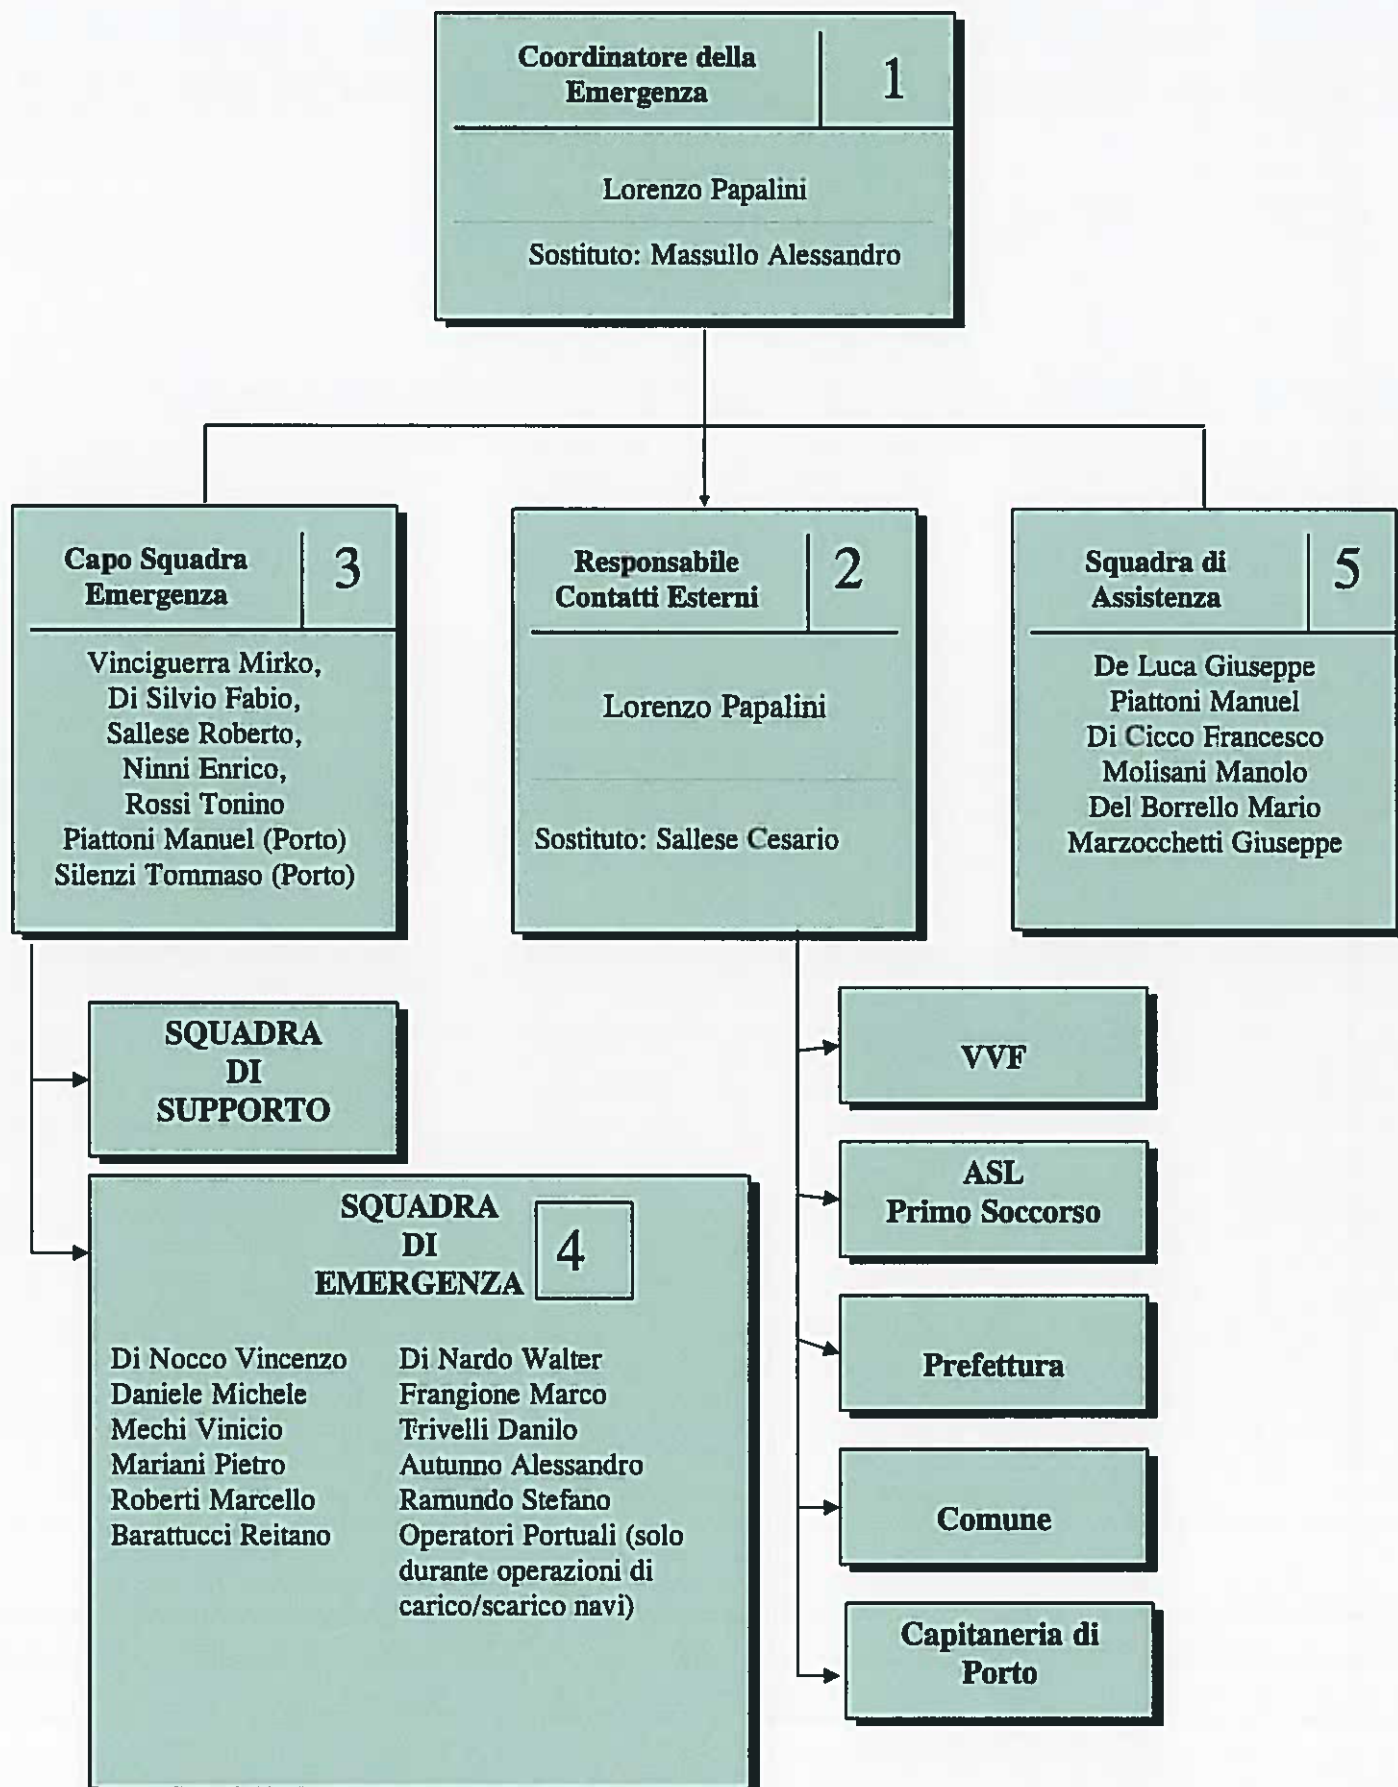 Coordinatore della
Emergenza
1
Lorenzo Papalini
Sostituto: Massullo Alessandro
Capo Squadra
Emergenza
3
Vinciguerra Mirko,
Di Silvio Fabio,
Sallese Roberto,
Ninni Enrico,
Rossi Tonino
Piattoni Manuel (Porto)
Silenzi Tommaso (Porto)
Responsabile
Contatti Esterni
2
Lorenzo Papalini
Sostituto: Sallese Cesario
Squadra di
Assistenza
5
De Luca Giuseppe
Piattoni Manuel
Di Cicco Francesco
Molisani Manolo
Del Borrello Mario
Marzocchetti Giuseppe
SQUADRA
DI
SUPPORTO
SQUADRA
DI
EMERGENZA
4
Di Nocco Vincenzo
Daniele Michele
Mechi Vinicio
Mariani Pietro
Roberti Marcello
Barattucci Reitano
Di Nardo Walter
Frangione Marco
Trivelli Danilo
Autunno Alessandro
Ramundo Stefano
Operatori Portuali (solo
durante operazioni di
carico/scarico navi)
VVF
ASL
Primo Soccorso
Prefettura
Comune
Capitaneria di
Porto